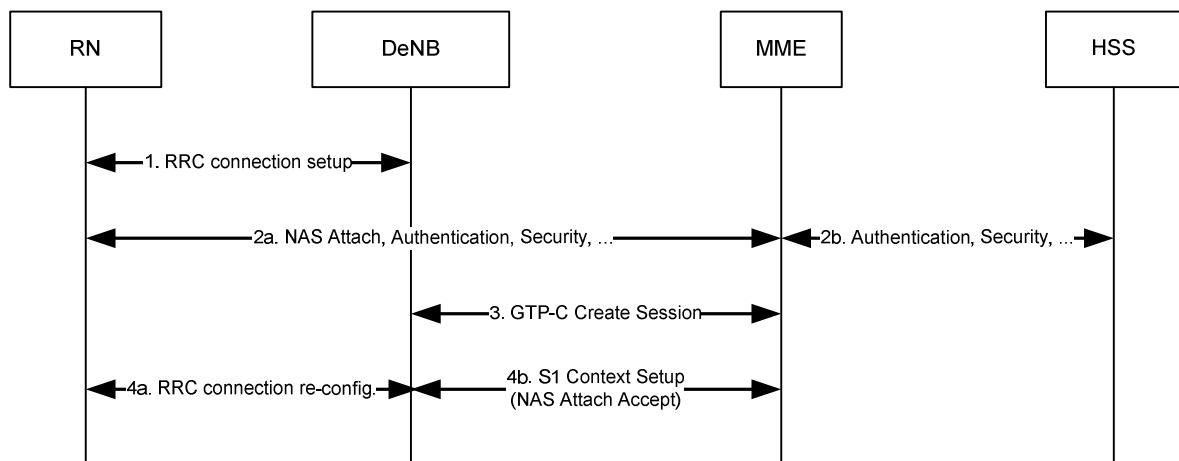 RN
DeNB
MME
HSS
1. RRC connection setup
2a. NAS Attach, Authentication, Security, ...
2b. Authentication, Security, ...
3. GTP-C Create Session
4a. RRC connection re-config.
4b. S1 Context Setup
(NAS Attach Accept)